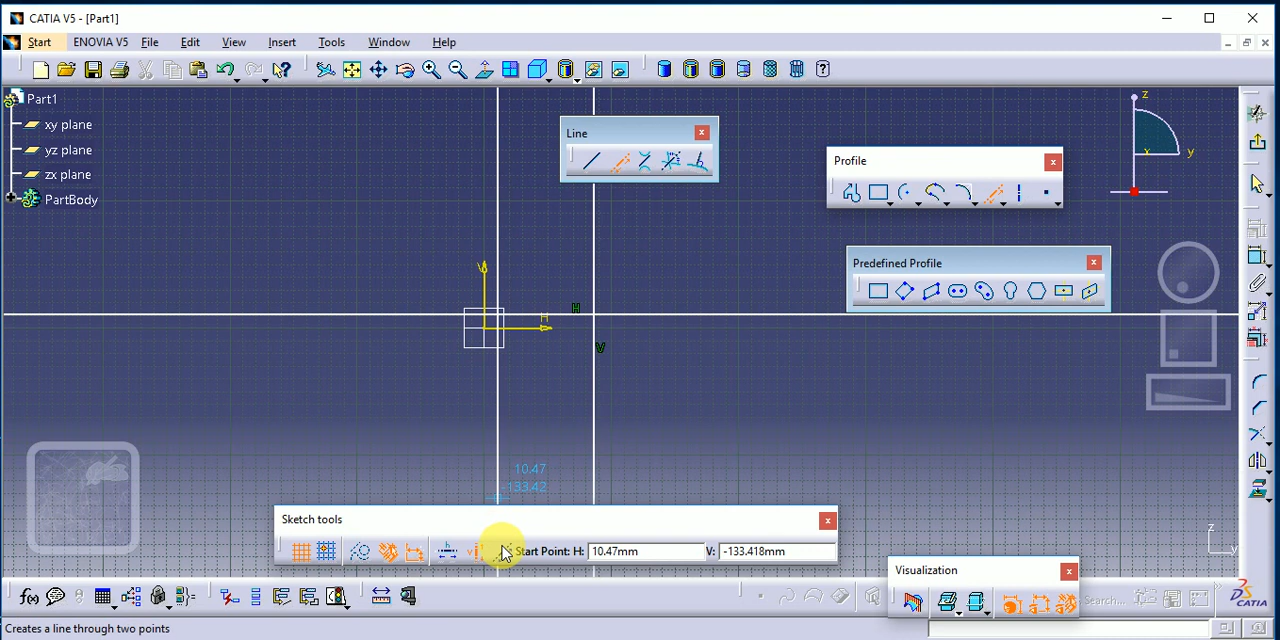 CATIA V5 - [Part1]
Start ENOVIA V5 File Edit View Insert Tools Window Help
Part1
xy plane
yz plane
zx plane
PartBody
Line
Profile
Predefined Profile
z
x y
V
H
H
V
10.47
-133.42
Sketch tools
Start Point: H: 10.47mm V: -133.418mm
z
y
Visualization
f(x)
Search...
CATIA
Creates a line through two points